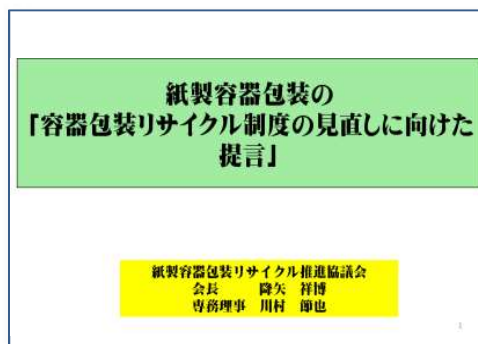 紙製容器包装の
『容器包装リサイクル制度の見直しに向けた
提言』
紙製容器包装リサイクル推進協議会
会長 降矢 祥博
専務理事 川村 節也
1